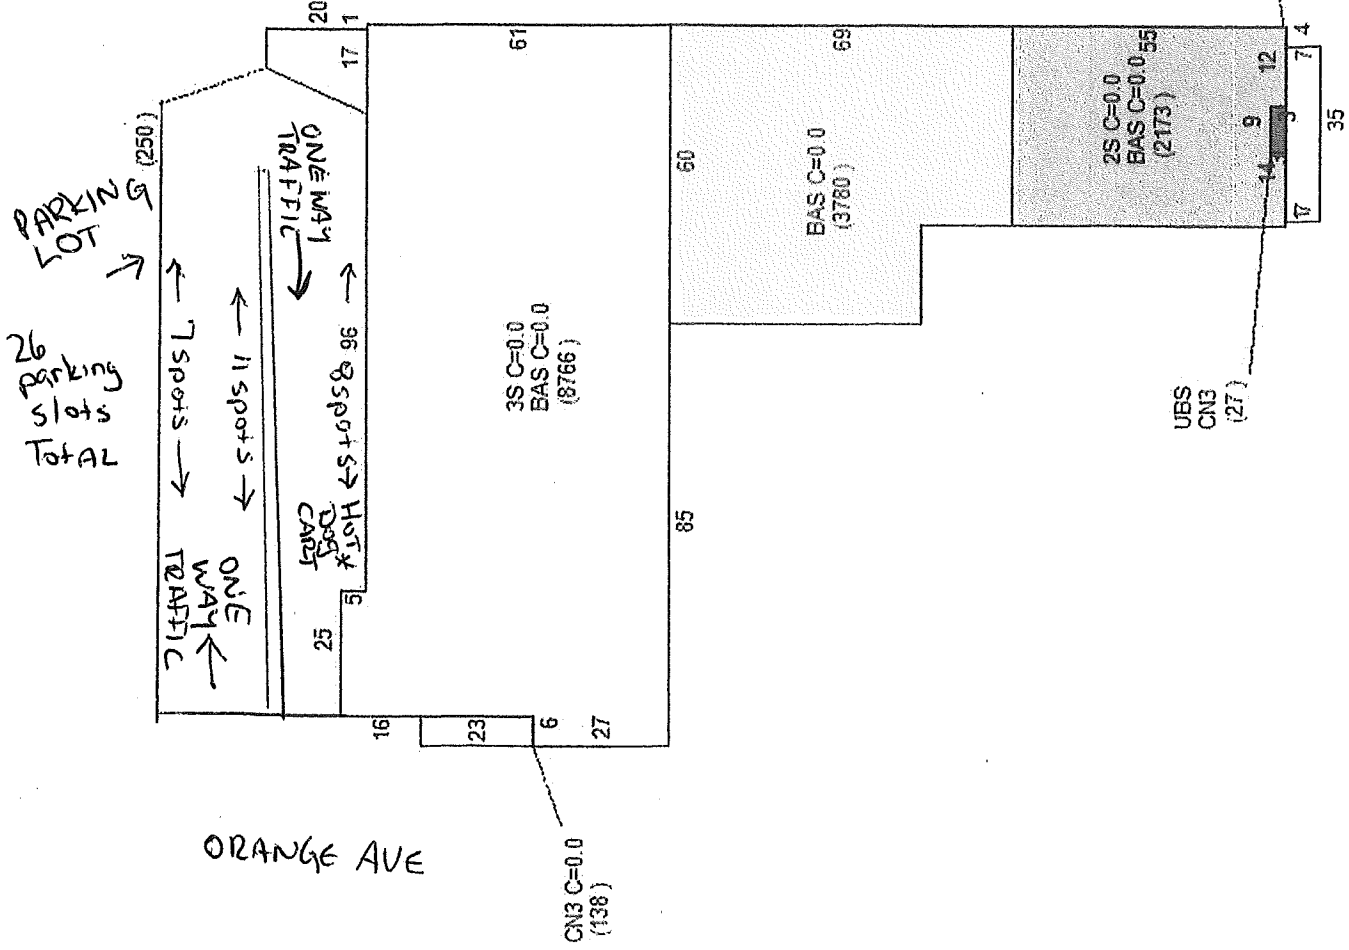 PARKING
LOT
26
parking
slots
TOTAL
(250)
7 spots
11 spots
ONE WAY
TRAFFIC
ONE
WAY
TRAFFIC
8 spots
HOT *
DOG
CART
20
1
17
96
5
25
16
23
6
27
61
3S C=0.0
BAS C=0.0
(8766)
85
60
69
BAS C=0.0
(3780)
2S C=0.0
BAS C=0.0
(2173)
55
12
4
7
9
14
17
35
UBS
CN3
(27)
CN3 C=0.0
(138)
ORANGE AVE